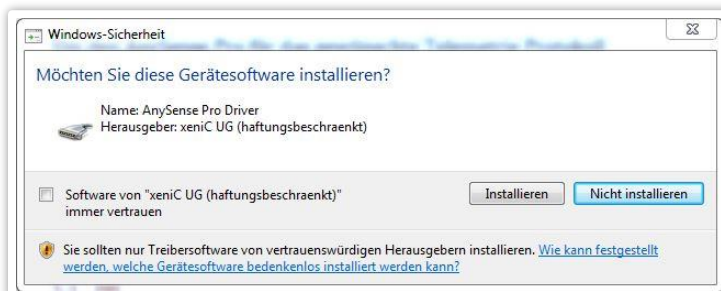 Windows-Sicherheit
Möchten Sie diese Gerätesoftware installieren?
Name: AnySense Pro Driver
Herausgeber: xeniC UG (haftungsbeschraenkt)
Software von "xeniC UG (haftungsbeschraenkt)"
immer vertrauen
Installieren
Nicht installieren
Sie sollten nur Treibersoftware von vertrauenswürdigen Herausgebern installieren. Wie kann festgestellt
werden, welche Gerätesoftware bedenkenlos installiert werden kann?